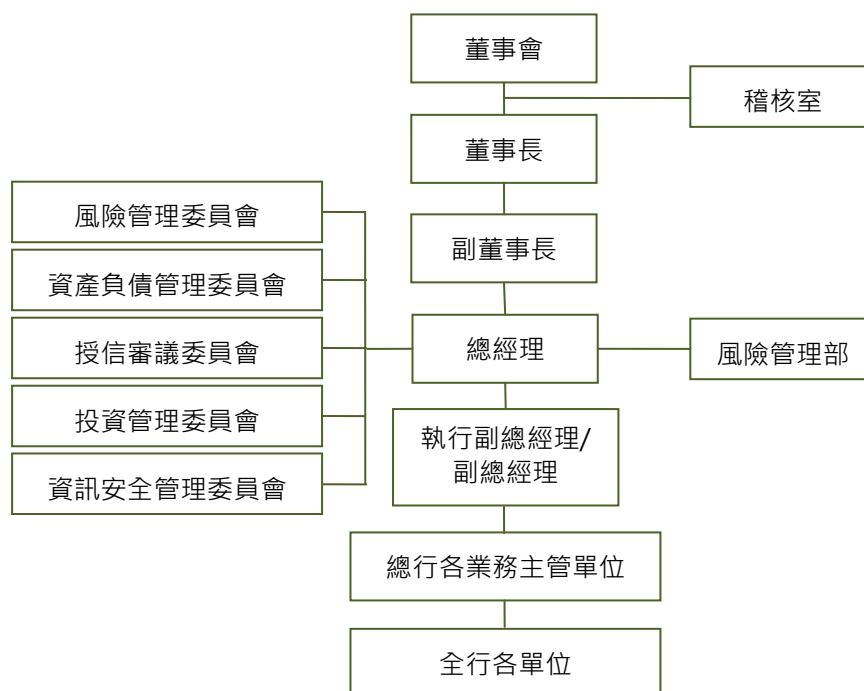 董事會
稽核室
董事長
風險管理委員會
副董事長
資產負債管理委員會
授信審議委員會
總經理
風險管理部
投資管理委員會
執行副總經理/
副總經理
資訊安全管理委員會
總行各業務主管單位
全行各單位